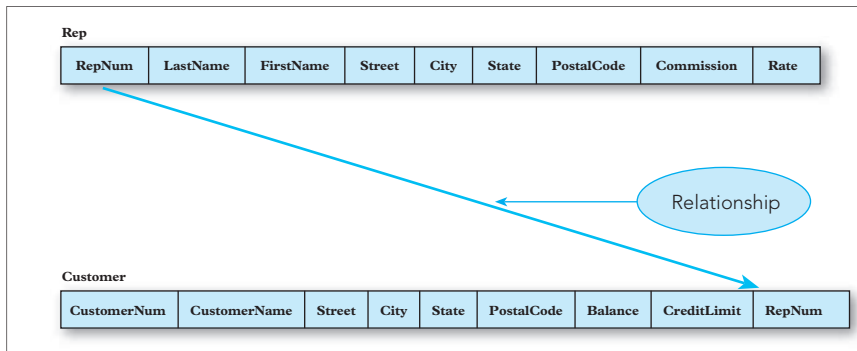 Rep
RepNum LastName FirstName Street City State PostalCode Commission Rate
Relationship
Customer
CustomerNum CustomerName Street City State PostalCode Balance CreditLimit RepNum